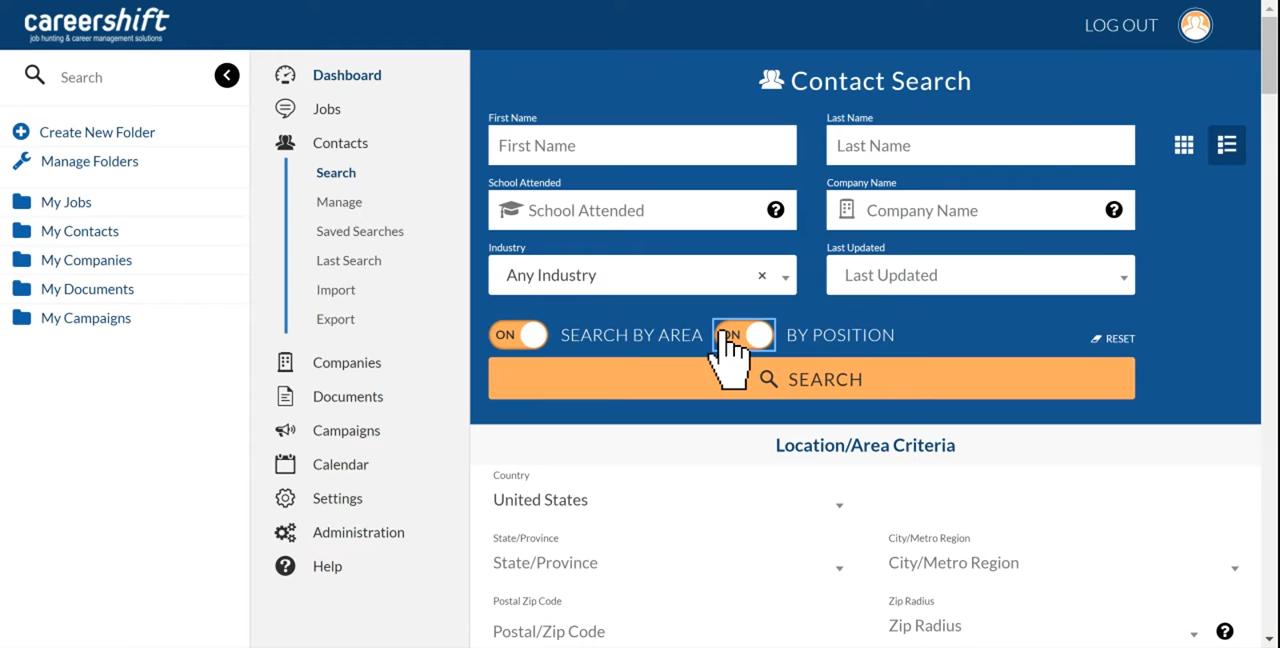 careershift
job hunting & career management solutions
LOG OUT
Search
Create New Folder
Manage Folders
My Jobs
My Contacts
My Companies
My Documents
My Campaigns
Dashboard
Jobs
Contacts
Search
Manage
Saved Searches
Last Search
Import
Export
Companies
Documents
Campaigns
Calendar
Settings
Administration
Help
Contact Search
First Name
Last Name
First Name
Last Name
School Attended
Company Name
School Attended
Company Name
Industry
Last Updated
Any Industry
Last Updated
ON SEARCH BY AREA ON BY POSITION RESET
SEARCH
Location/Area Criteria
Country
United States
State/Province
City/Metro Region
State/Province
City/Metro Region
Postal Zip Code
Zip Radius
Postal/Zip Code
Zip Radius